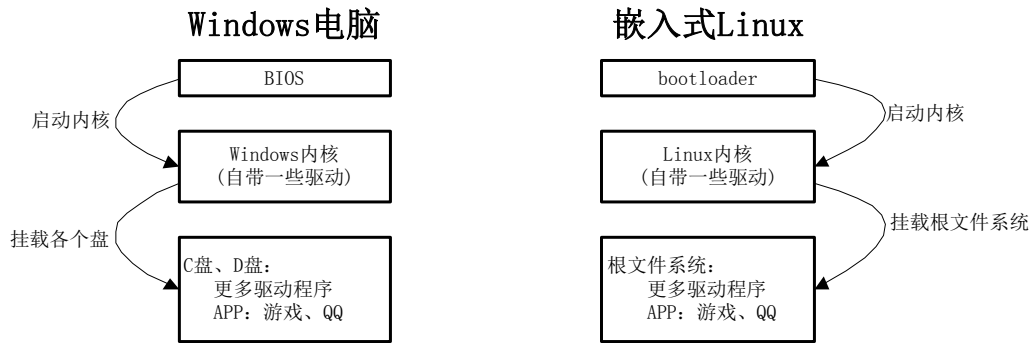 Windows电脑
BIOS
启动内核
Windows内核
(自带一些驱动)
挂载各个盘
C盘、D盘：
更多驱动程序
APP：游戏、QQ
嵌入式Linux
bootloader
启动内核
Linux内核
(自带一些驱动)
挂载根文件系统
根文件系统：
更多驱动程序
APP：游戏、QQ